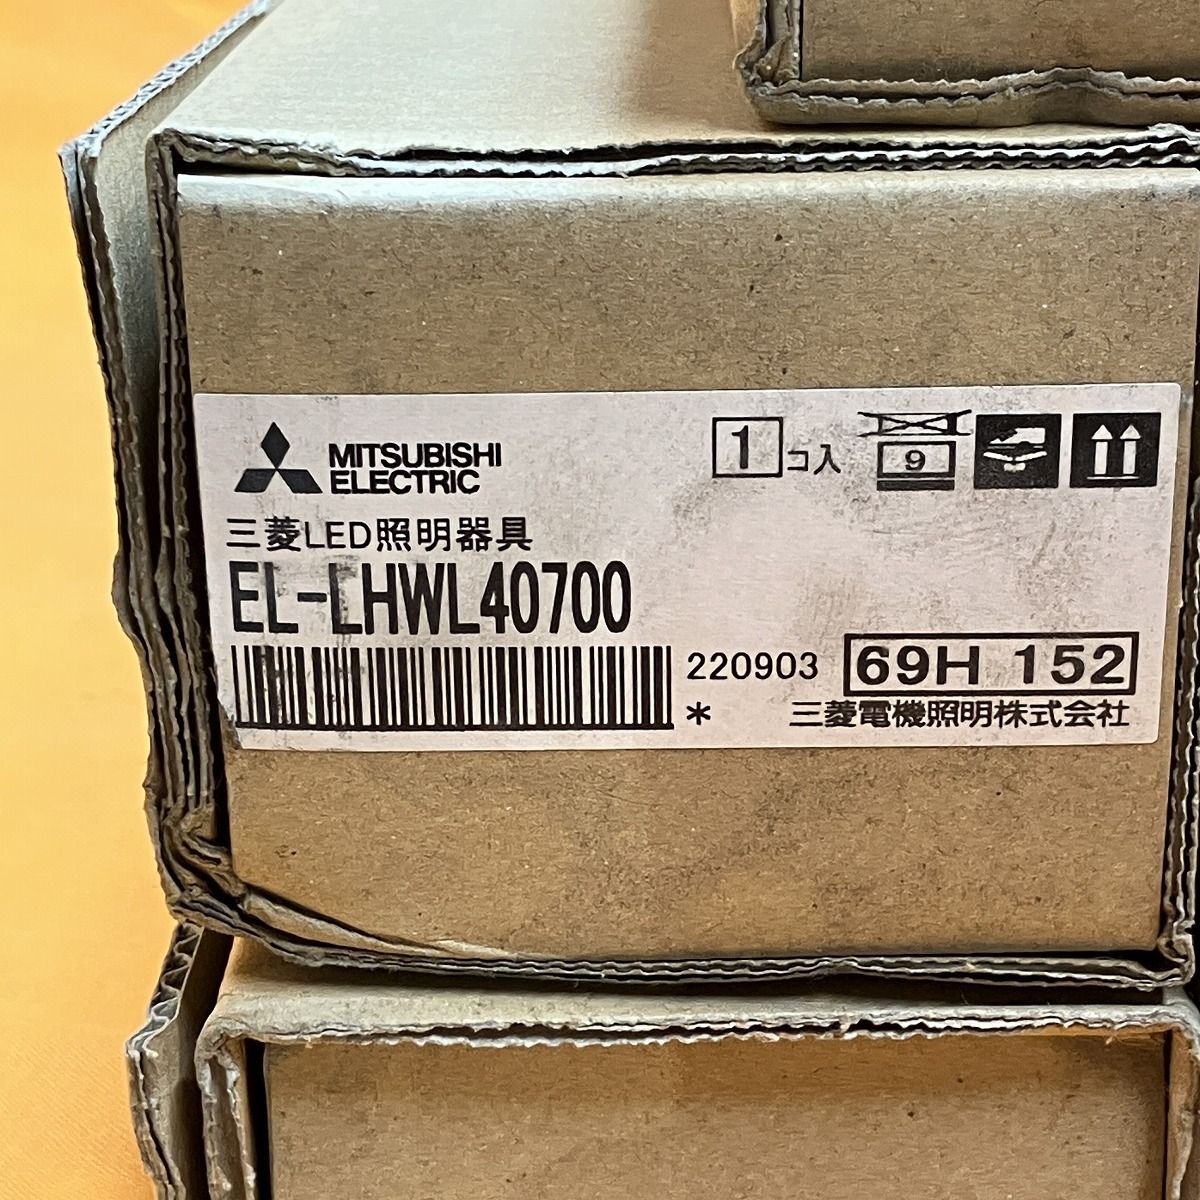 MITSUBISHI
ELECTRIC
1コ入
9
三菱LED照明器具
EL-LHWL40700
220903
69H 152
*
三菱電機照明株式会社